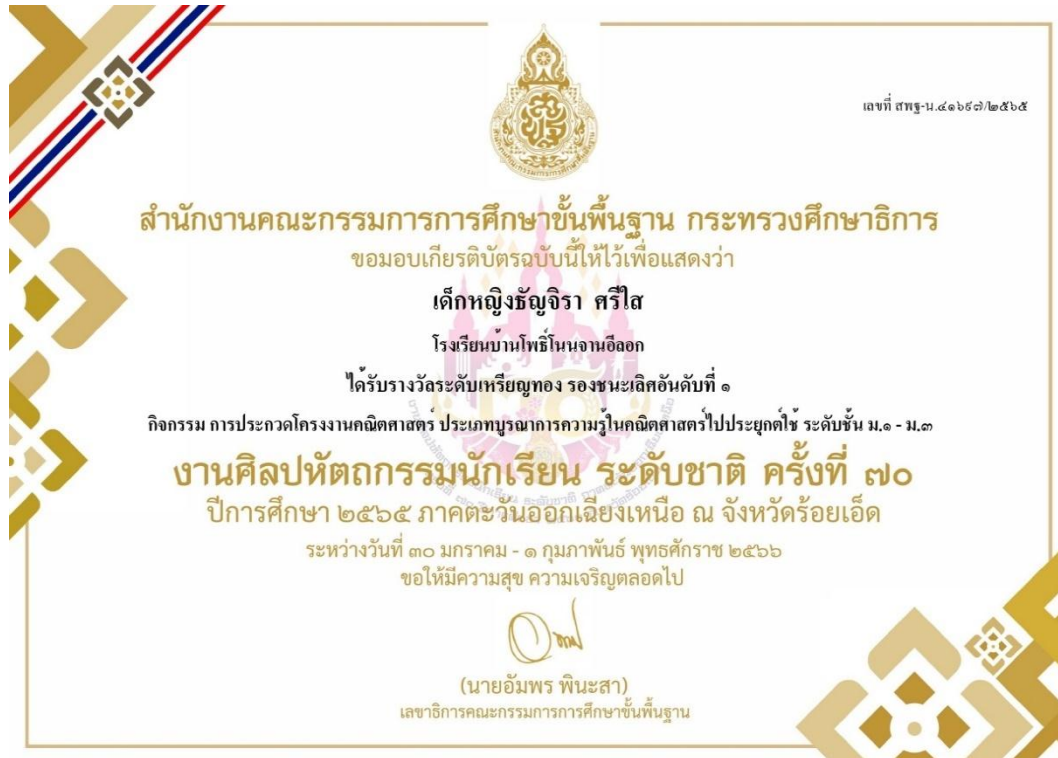 เลขที่ สพฐ-น.๔๑๖๙๗/๒๕๖๕
สำนักงานคณะกรรมการการศึกษาขั้นพื้นฐาน กระทรวงศึกษาธิการ
ขอมอบเกียรติบัตรฉบับนี้ให้ไว้เพื่อแสดงว่า
เด็กหญิงธัญจิรา ศรีใส
โรงเรียนบ้านโพธิ์โนนจานอีลอก
ได้รับรางวัลระดับเหรียญทอง รองชนะเลิศอันดับที่ ๑
กิจกรรม การประกวดโครงงานคณิตศาสตร์ ประเภทบูรณาการความรู้ในคณิตศาสตร์ไปประยุกต์ใช้ ระดับชั้น ม.๑ - ม.๓
งานศิลปหัตถกรรมนักเรียน ระดับชาติ ครั้งที่ ๗๐
ปีการศึกษา ๒๕๖๕ ภาคตะวันออกเฉียงเหนือ ณ จังหวัดร้อยเอ็ด
ระหว่างวันที่ ๓๐ มกราคม - ๑ กุมภาพันธ์ พุทธศักราช ๒๕๖๖
ขอให้มีความสุข ความเจริญตลอดไป
(นายอัมพร พินะสา)
เลขาธิการคณะกรรมการการศึกษาขั้นพื้นฐาน